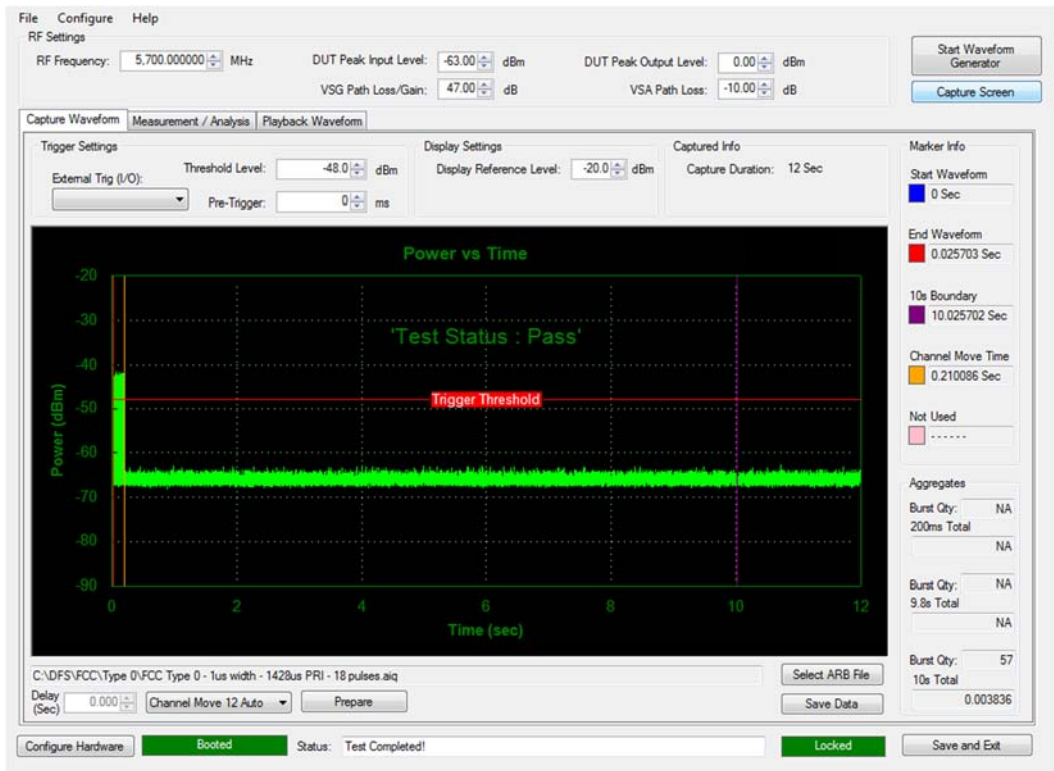 File Configure Help
RF Settings
RF Frequency: 5,700.000000 MHz
DUT Peak Input Level: -63.00 dBm
DUT Peak Output Level: 0.00 dBm
VSG Path Loss/Gain: 47.00 dB
VSA Path Loss: -10.00 dB
Start Waveform Generator
Capture Screen
Capture Waveform Measurement / Analysis Playback Waveform
Trigger Settings
External Trig (I/O):
Threshold Level: -48.0 dBm
Pre-Trigger: 0 ms
Display Settings
Display Reference Level: -20.0 dBm
Captured Info
Capture Duration: 12 Sec
Power vs Time
'Test Status : Pass'
Trigger Threshold
Power (dBm)
-20
-30
-40
-50
-60
-70
-80
-90
0 2 4 6 8 10 12
Time (sec)
Marker Info
Start Waveform
0 Sec
End Waveform
0.025703 Sec
10s Boundary
10.025702 Sec
Channel Move Time
0.210086 Sec
Not Used
- - - - - -
Aggregates
Burst Qty: NA
200ms Total
NA
Burst Qty: NA
9.8s Total
NA
Burst Qty: 57
10s Total
0.003836
C:\DFS\FCC\Type 0\FCC Type 0 - 1us width - 1428us PRI - 18 pulses.aiq
Select ARB File
Delay (Sec) 0.000 Channel Move 12 Auto Prepare
Save Data
Configure Hardware Booted Status: Test Completed! Locked Save and Exit